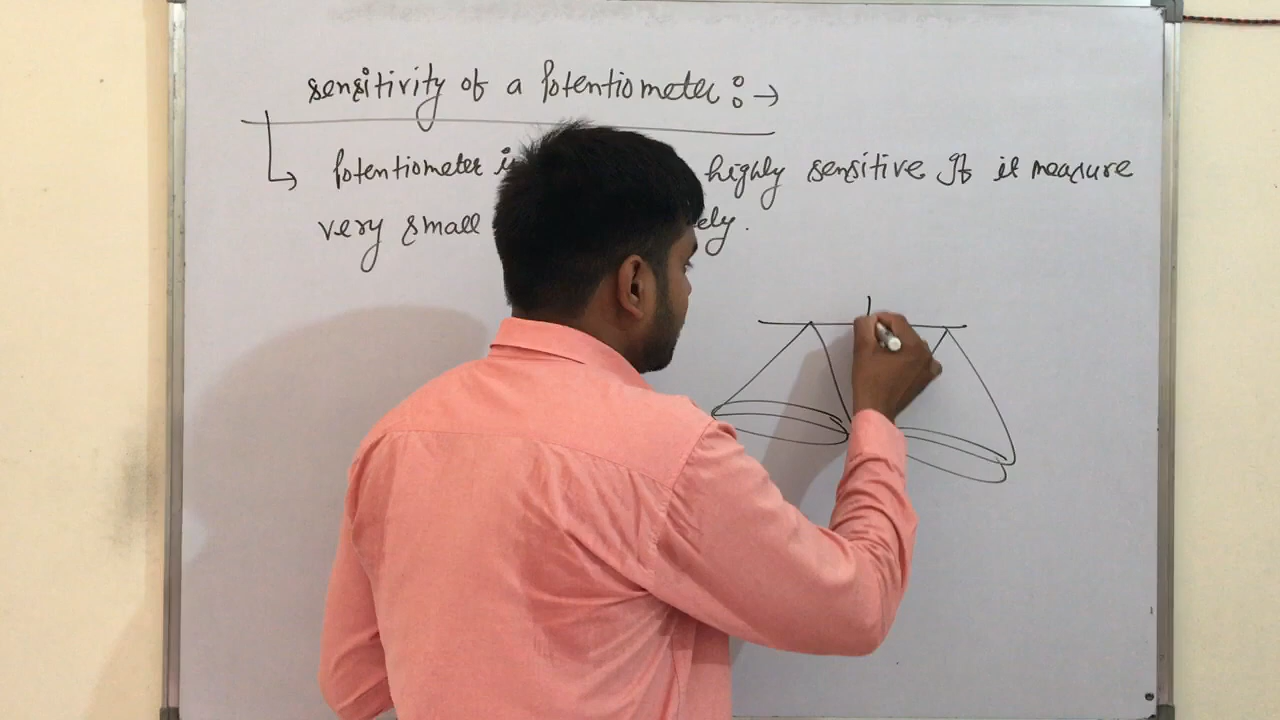 sensitivity of a Potentiometer :→
Potentiometer is highly sensitive If it measure
very small ely.